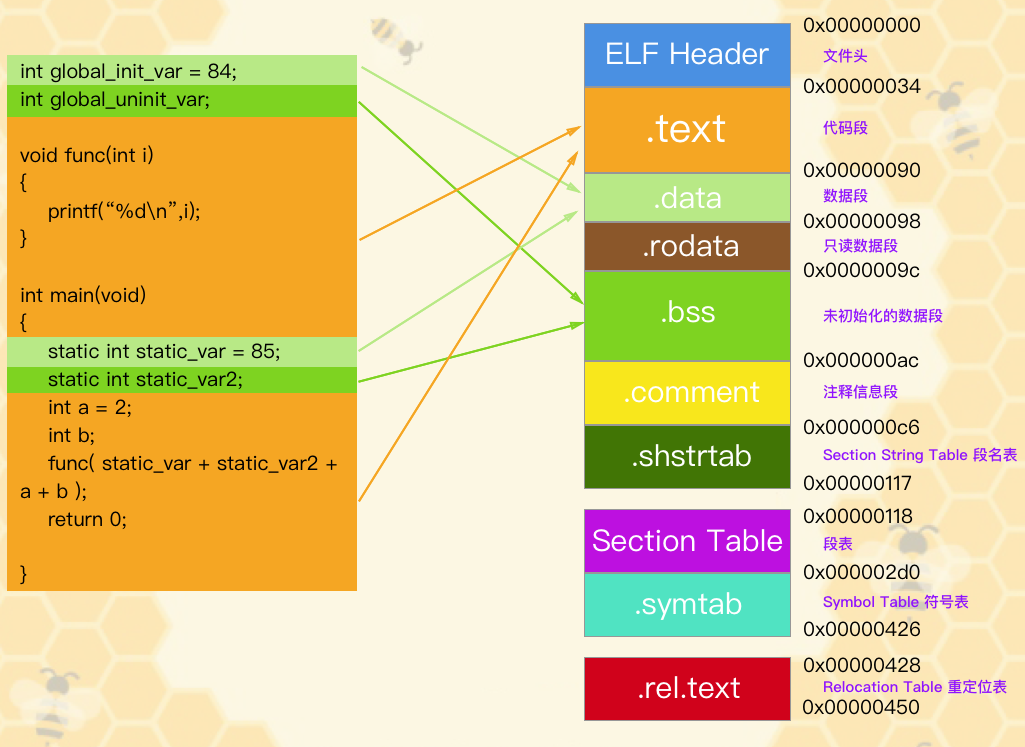 int global_init_var = 84;
int global_uninit_var;
void func(int i)
{
printf(“%d\n”,i);
}
int main(void)
{
static int static_var = 85;
static int static_var2;
int a = 2;
int b;
func( static_var + static_var2 +
a + b );
return 0;
}
0x00000000
ELF Header
文件头
0x00000034
.text
代码段
0x00000090
.data
数据段
0x00000098
.rodata
只读数据段
0x0000009c
.bss
未初始化的数据段
0x000000ac
.comment
注释信息段
0x000000c6
.shstrtab
Section String Table 段名表
0x00000117
0x00000118
Section Table
段表
0x000002d0
.symtab
Symbol Table 符号表
0x00000426
0x00000428
.rel.text
Relocation Table 重定位表
0x00000450